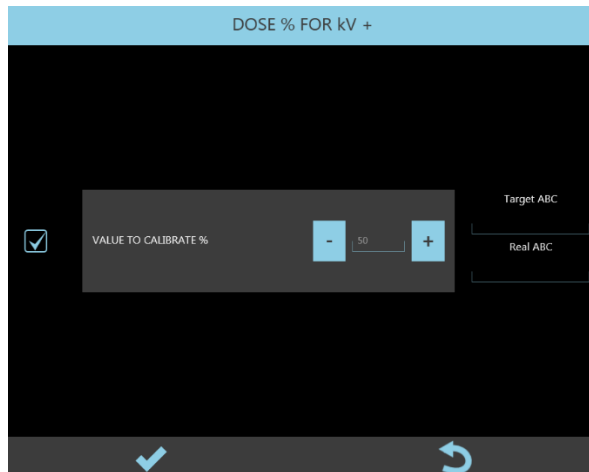 DOSE % FOR kV +
Target ABC
VALUE TO CALIBRATE %
-
50
+
Real ABC